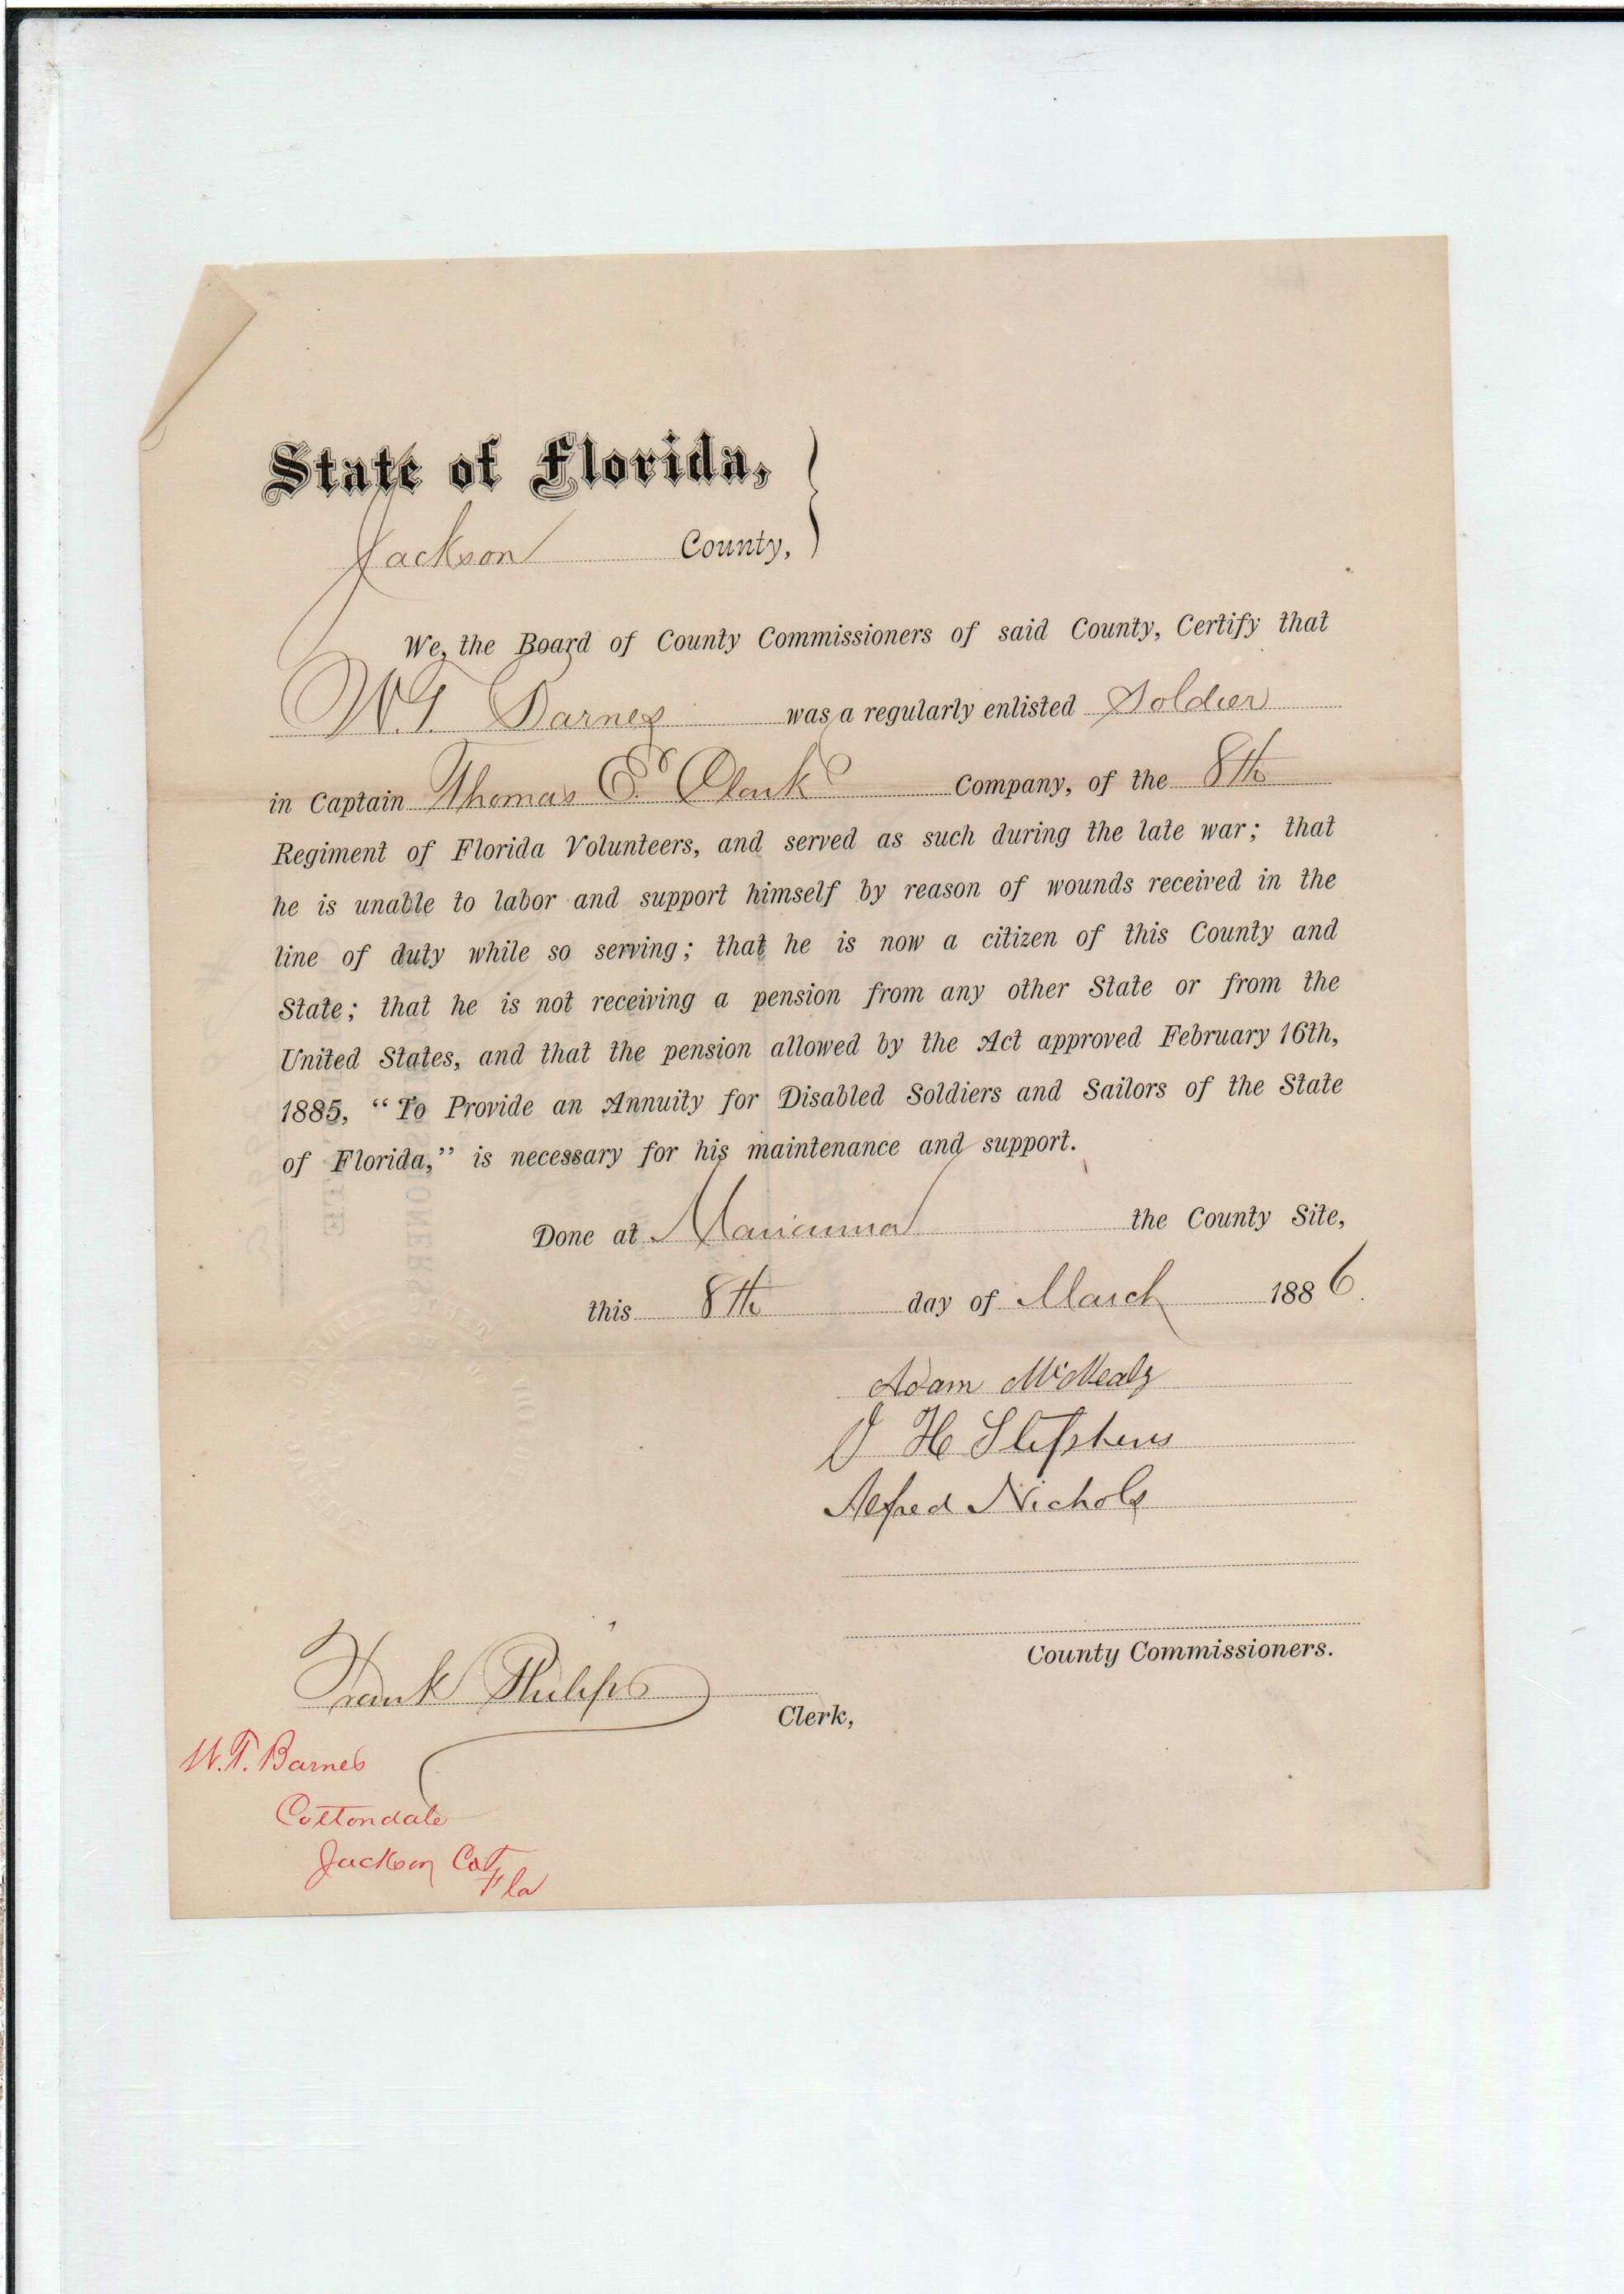 State of Florida,
Jackson County,
We, the Board of County Commissioners of said County, Certify that
W.T. Barnes was a regularly enlisted Soldier
in Captain Thomas E. Clark Company, of the 8th
Regiment of Florida Volunteers, and served as such during the late war; that
he is unable to labor and support himself by reason of wounds received in the
line of duty while so serving; that he is now a citizen of this County and
State; that he is not receiving a pension from any other State or from the
United States, and that the pension allowed by the Act approved February 16th,
1885, “To Provide an Annuity for Disabled Soldiers and Sailors of the State
of Florida,” is necessary for his maintenance and support.
Done at Marianna the County Site,
this 8th day of March 1886.
Adam McNealy
J H Stephens
Alfred Nichols
County Commissioners.
Frank Philips
Clerk,
W.T. Barnes
Cottondale
Jackson Co
Fla